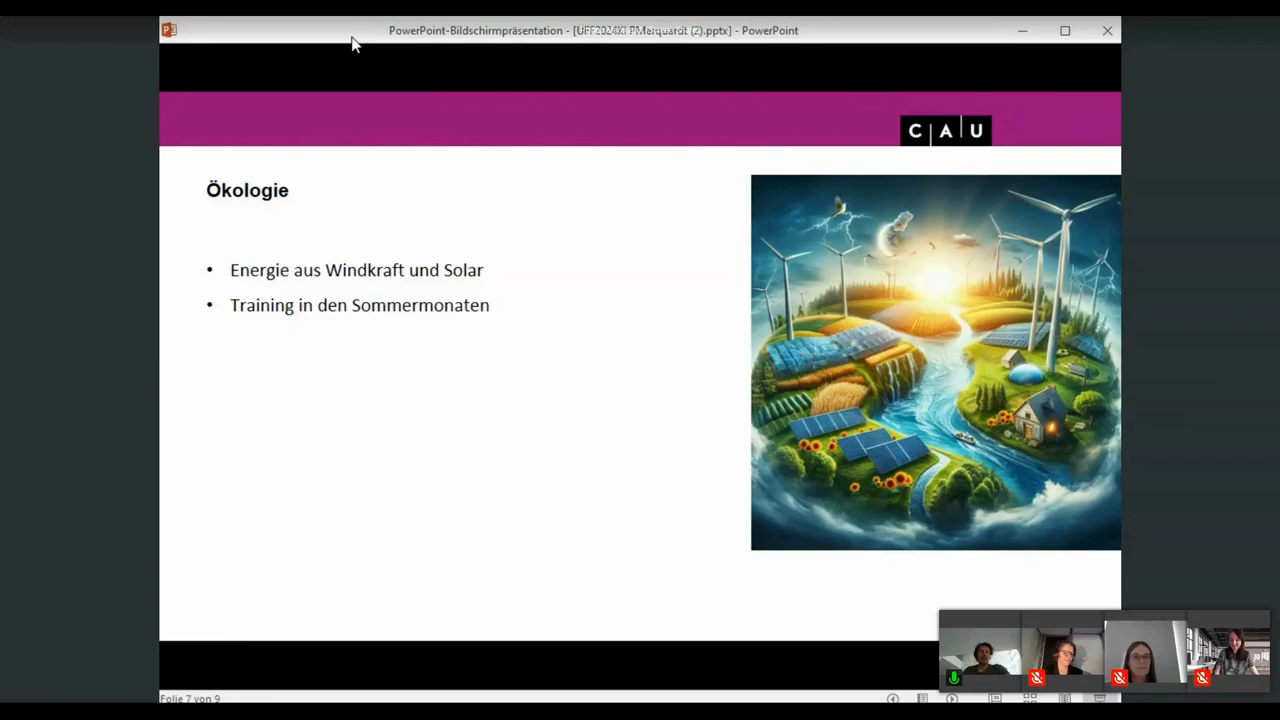 PowerPoint-Bildschirmpräsentation - [UFF2024KI PMarquardt (2).pptx] - PowerPoint
C A U
Ökologie
• Energie aus Windkraft und Solar
• Training in den Sommermonaten
Folie 7 von 9